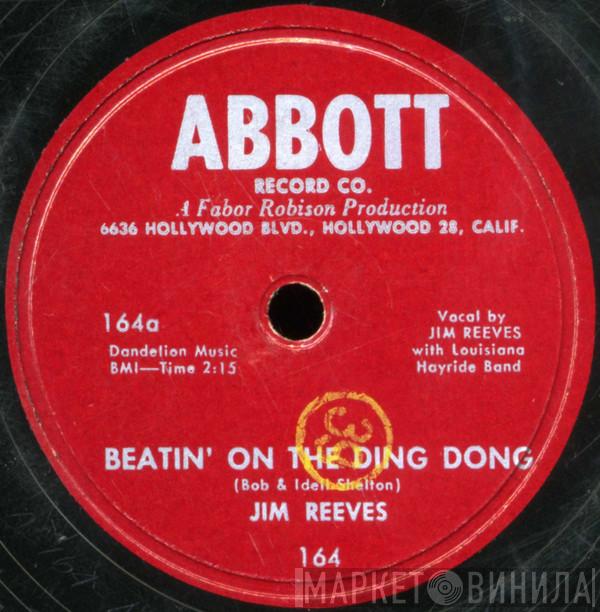 ABBOTT
RECORD CO.
A Fabor Robison Production
6636 HOLLYWOOD BLVD., HOLLYWOOD 28, CALIF.
164a
Dandelion Music
BMI—Time 2:15
Vocal by
JIM REEVES
with Louisiana
Hayride Band
BEATIN' ON THE DING DONG
(Bob & Idell Shelton)
JIM REEVES
164
МАРКЕТ ВИНИЛА